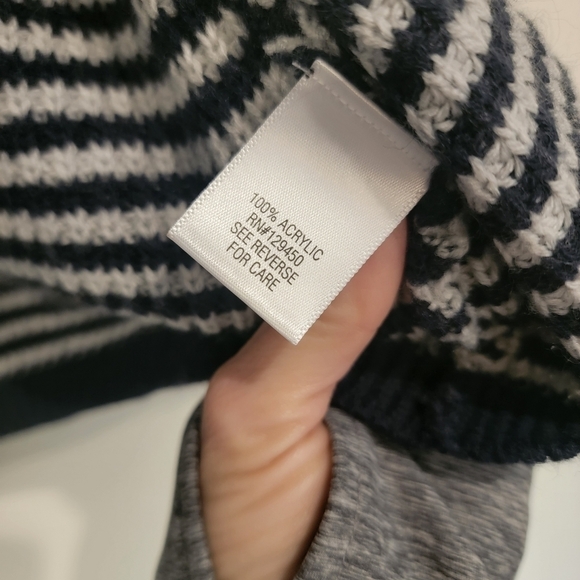 100% ACRYLIC
RN#129450
SEE REVERSE
FOR CARE